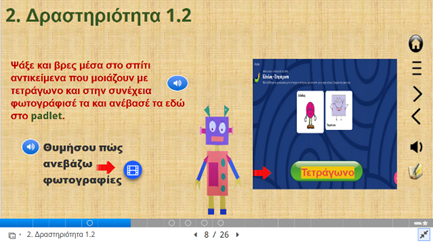 2. Δραστηριότητα 1.2
Ψάξε και βρες μέσα στο σπίτι
αντικείμενα που μοιάζουν με
τετράγωνο και στην συνέχεια
φωτογράφισέ τα και ανέβασέ τα εδώ
στο padlet.
Θυμήσου πώς
ανεβάζω
φωτογραφίες
Τετράγωνο
2. Δραστηριότητα 1.2
8 / 26